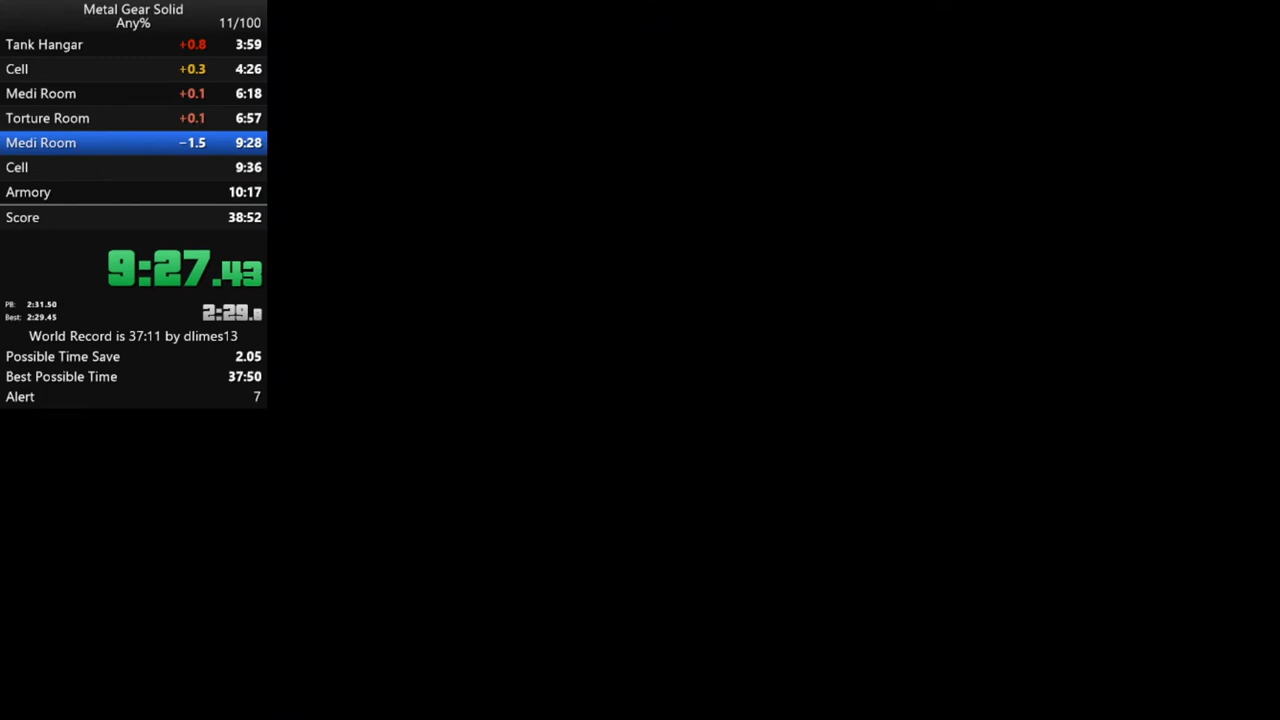 Metal Gear Solid
Any% 11/100
Tank Hangar +0.8 3:59
Cell +0.3 4:26
Medi Room +0.1 6:18
Torture Room +0.1 6:57
Medi Room −1.5 9:28
Cell 9:36
Armory 10:17
Score 38:52
9:27.43
PB: 2:31.50
Best: 2:29.45
2:29.8
World Record is 37:11 by dlimes13
Possible Time Save 2.05
Best Possible Time 37:50
Alert 7